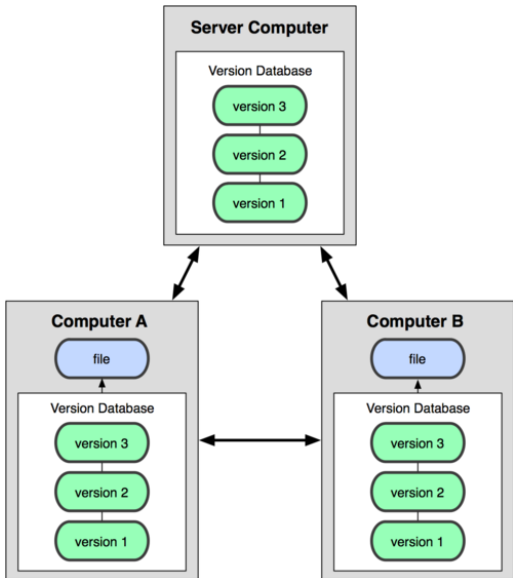 Server Computer
Version Database
version 3
version 2
version 1
Computer A
file
Version Database
version 3
version 2
version 1
Computer B
file
Version Database
version 3
version 2
version 1